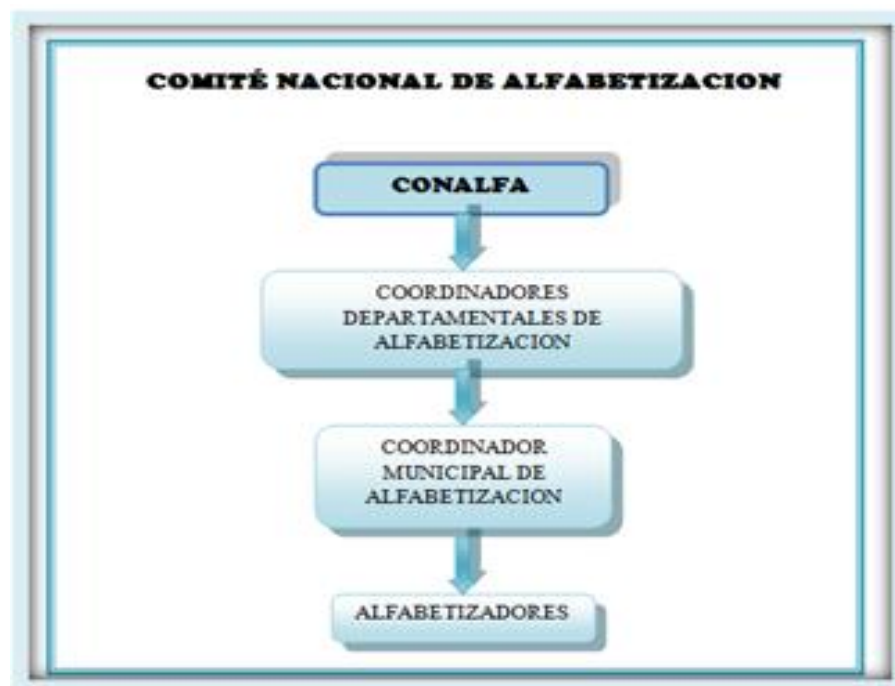 COMITÉ NACIONAL DE ALFABETIZACION
CONALFA
COORDINADORES
DEPARTAMENTALES DE
ALFABETIZACION
COORDINADOR
MUNICIPAL DE
ALFABETIZACION
ALFABETIZADORES